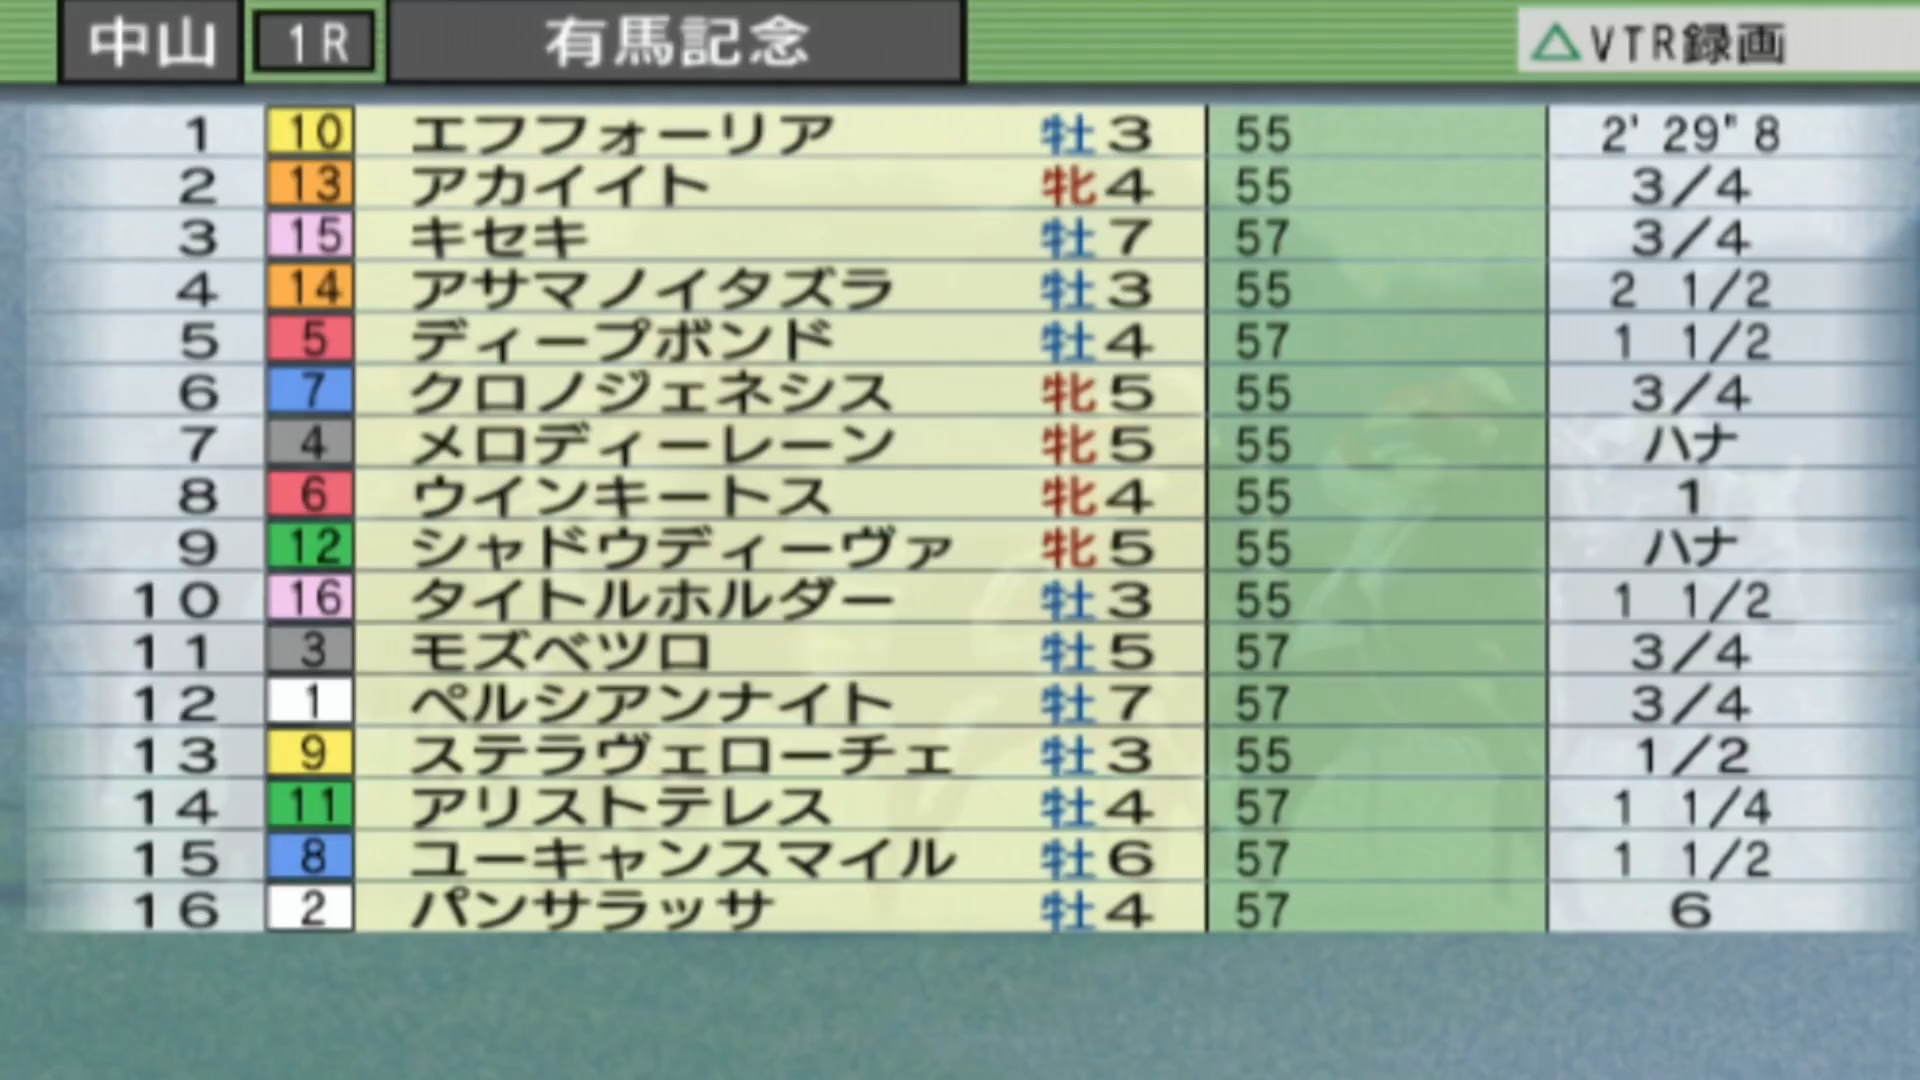 中山 1R 有馬記念 △VTR録画
1 10 エフフォーリア 牡3 55 2' 29" 8
2 13 アカイイト 牝4 55 3/4
3 15 キセキ 牡7 57 3/4
4 14 アサマノイタズラ 牡3 55 2 1/2
5 5 ディープボンド 牡4 57 1 1/2
6 7 クロノジェネシス 牝5 55 3/4
7 4 メロディーレーン 牝5 55 ハナ
8 6 ウインキートス 牝4 55 1
9 12 シャドウディーヴァ 牝5 55 ハナ
10 16 タイトルホルダー 牡3 55 1 1/2
11 3 モズベツロ 牡5 57 3/4
12 1 ペルシアンナイト 牡7 57 3/4
13 9 ステラヴェローチェ 牡3 55 1/2
14 11 アリストテレス 牡4 57 1 1/4
15 8 ユーキャンスマイル 牡6 57 1 1/2
16 2 パンサラッサ 牡4 57 6